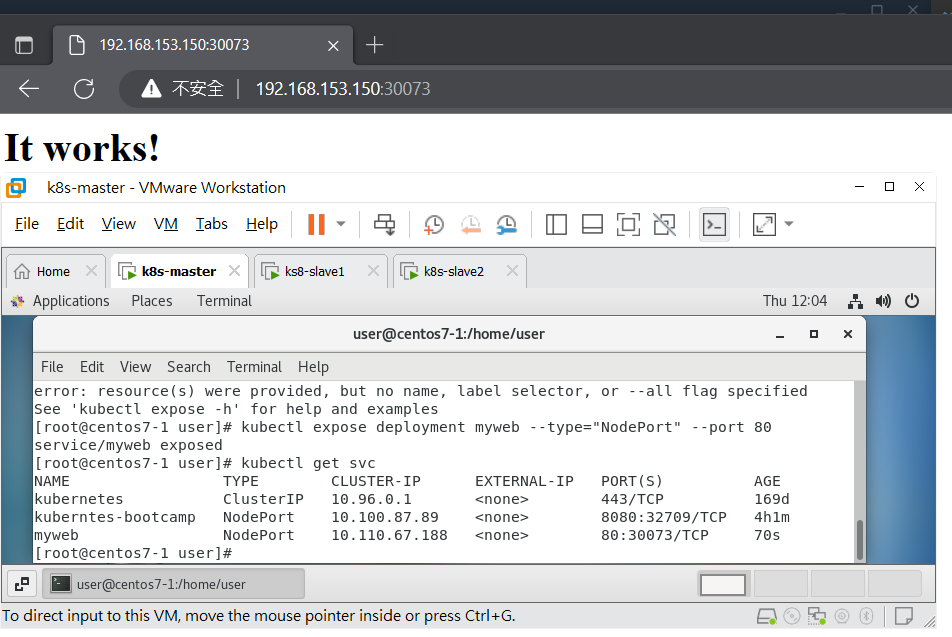 192.168.153.150:30073
不安全 192.168.153.150:30073
It works!
k8s-master - VMware Workstation
File Edit View VM Tabs Help
Home k8s-master ks8-slave1 k8s-slave2
Applications Places Terminal Thu 12:04
user@centos7-1:/home/user
File Edit View Search Terminal Help
error: resource(s) were provided, but no name, label selector, or --all flag specified
See 'kubectl expose -h' for help and examples
[root@centos7-1 user]# kubectl expose deployment myweb --type="NodePort" --port 80
service/myweb exposed
[root@centos7-1 user]# kubectl get svc
NAME TYPE CLUSTER-IP EXTERNAL-IP PORT(S) AGE
kubernetes ClusterIP 10.96.0.1 <none> 443/TCP 169d
kuberntes-bootcamp NodePort 10.100.87.89 <none> 8080:32709/TCP 4h1m
myweb NodePort 10.110.67.188 <none> 80:30073/TCP 70s
[root@centos7-1 user]#
user@centos7-1:/home/user
To direct input to this VM, move the mouse pointer inside or press Ctrl+G.